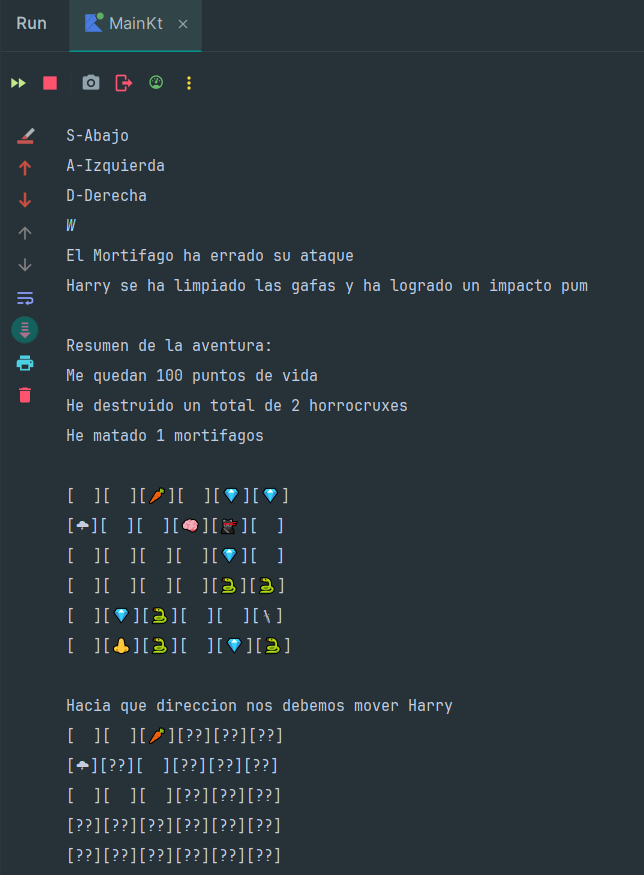 Run MainKt ×
S-Abajo
A-Izquierda
D-Derecha
W
El Mortifago ha errado su ataque
Harry se ha limpiado las gafas y ha logrado un impacto pum
Resumen de la aventura:
Me quedan 100 puntos de vida
He destruido un total de 2 horrocruxes
He matado 1 mortifagos
[  ][  ][🥕][  ][💎][💎]
[🌩][  ][  ][🧠][🥷][  ]
[  ][  ][  ][  ][💎][  ]
[  ][  ][  ][  ][🐍][🐍]
[  ][💎][🐍][  ][  ][⑊]
[  ][👃][🐍][  ][💎][🐍]
Hacia que direccion nos debemos mover Harry
[  ][  ][🥕][??][??][??]
[🌩][??][  ][??][??][??]
[  ][  ][  ][??][??][??]
[??][??][??][??][??][??]
[??][??][??][??][??][??]